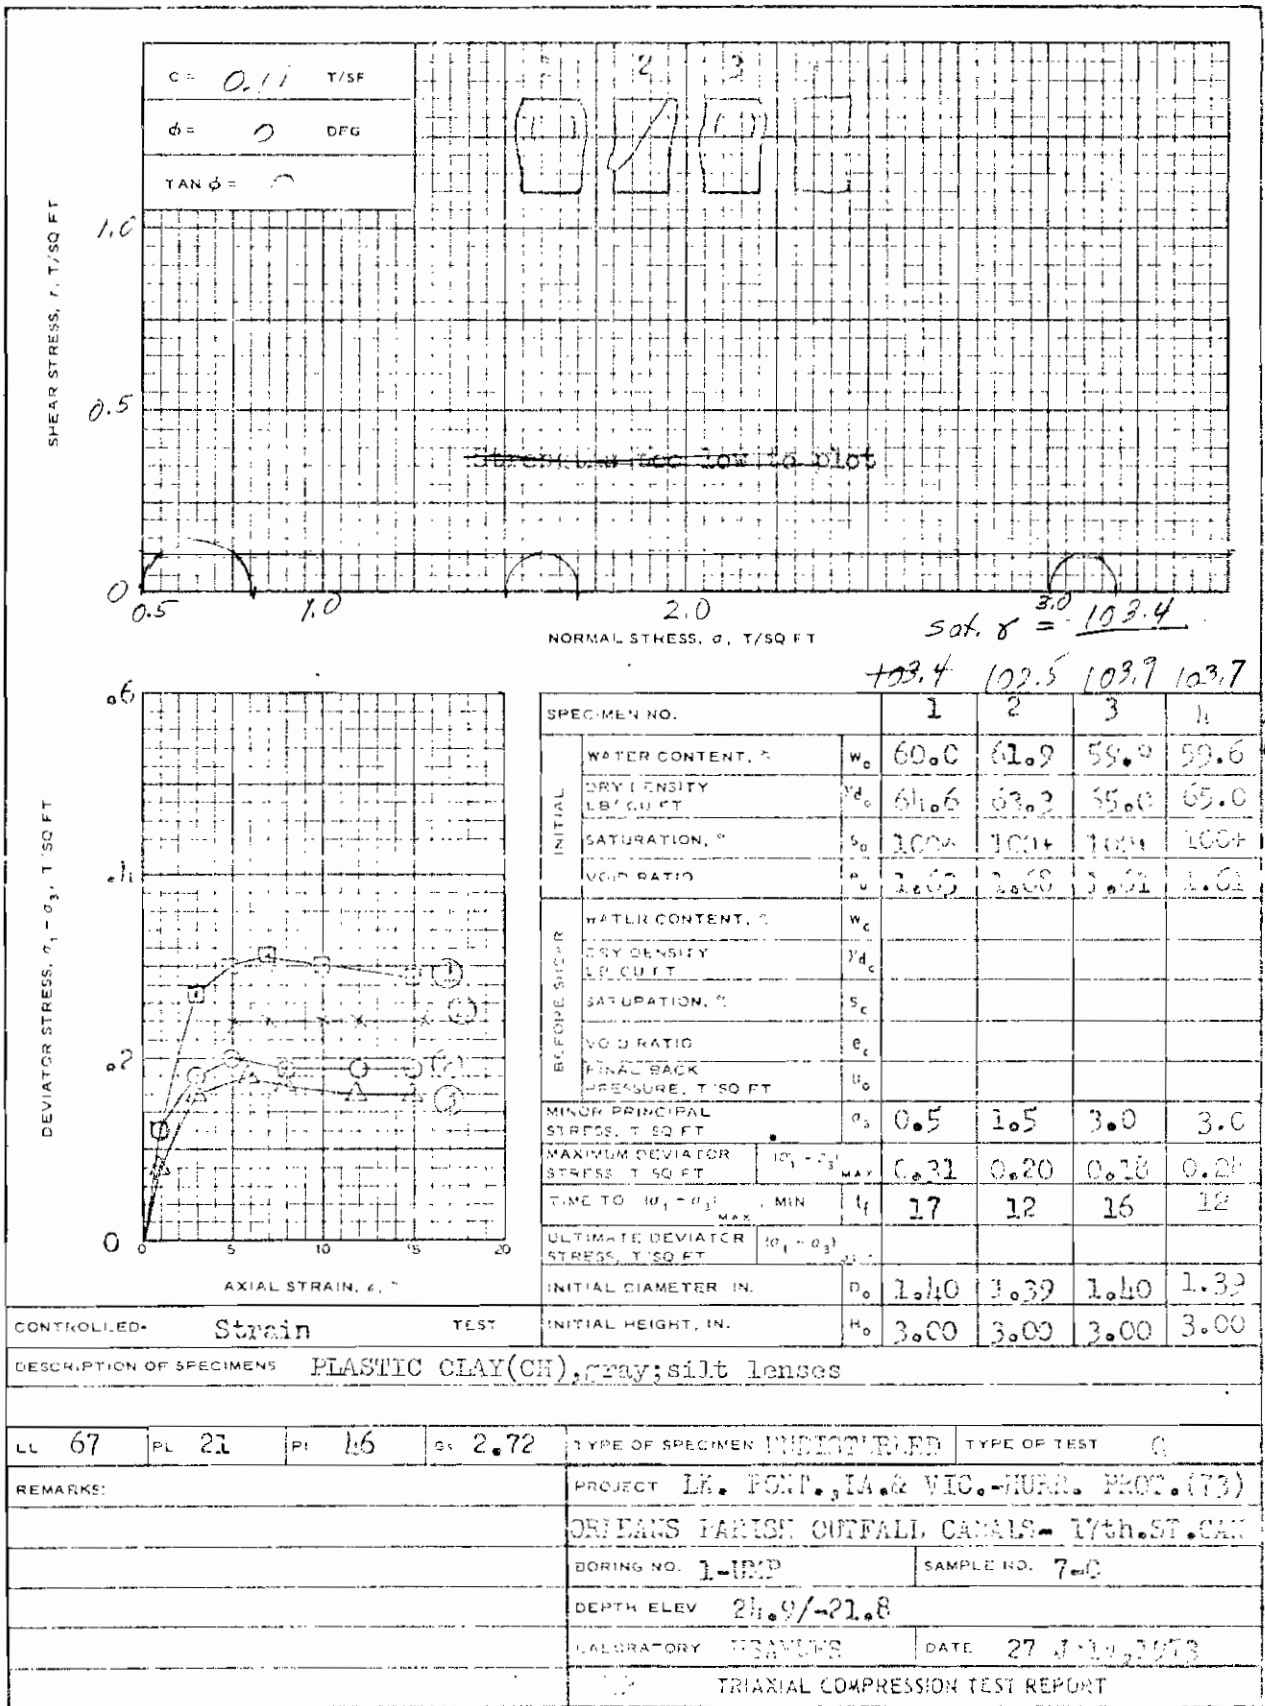 C = 0.11 T/SF
φ = 0 DEG
TAN φ =
2 3
SHEAR STRESS, τ, T/SQ FT
1.0
0.5
0
Strengths too low to plot
0.5 1.0 2.0 3.0
NORMAL STRESS, σ, T/SQ FT
sat. γ = 103.4
103.4 102.5 103.9 103.7
DEVIATOR STRESS, σ1 - σ3, T/SQ FT
.6
.4
.2
0
0 5 10 15 20
AXIAL STRAIN, ε, %
SPECIMEN NO. 1 2 3 4
INITIAL
WATER CONTENT, % w₀ 60.0 61.9 59.9 59.6
DRY DENSITY LB/CU FT γd₀ 64.6 63.3 65.0 65.0
SATURATION, % S₀ 100+ 100+ 100+ 100+
VOID RATIO e₀ 1.63 1.68 1.61 1.61
BEFORE SHEAR
WATER CONTENT, % wc
DRY DENSITY LB/CU FT γdc
SATURATION, % Sc
VOID RATIO ec
FINAL BACK PRESSURE, T/SQ FT u₀
MINOR PRINCIPAL STRESS, T/SQ FT σ3 0.5 1.5 3.0 3.0
MAXIMUM DEVIATOR STRESS, T/SQ FT (σ1 - σ3) MAX 0.31 0.20 0.18
TIME TO (σ1 - σ3) MAX, MIN tf 17 12 16 12
ULTIMATE DEVIATOR STRESS, T/SQ FT (σ1 - σ3)
INITIAL DIAMETER IN. D₀ 1.40 1.39 1.40 1.39
INITIAL HEIGHT, IN. H₀ 3.00 3.00 3.00 3.00
CONTROLLED- Strain TEST
DESCRIPTION OF SPECIMENS PLASTIC CLAY(CH),gray;silt lenses
LL 67 PL 21 PI 46 Gs 2.72 TYPE OF SPECIMEN UNDISTURBED TYPE OF TEST Q
REMARKS:
PROJECT LK. PONT.,LA.& VIC.-HURR. PROT.(73)
ORLEANS PARISH OUTFALL CANALS- 17th.ST.CAN
BORING NO. SAMPLE NO. 7-C
DEPTH ELEV 24.9/-21.8
LABORATORY DATE 27
TRIAXIAL COMPRESSION TEST REPORT